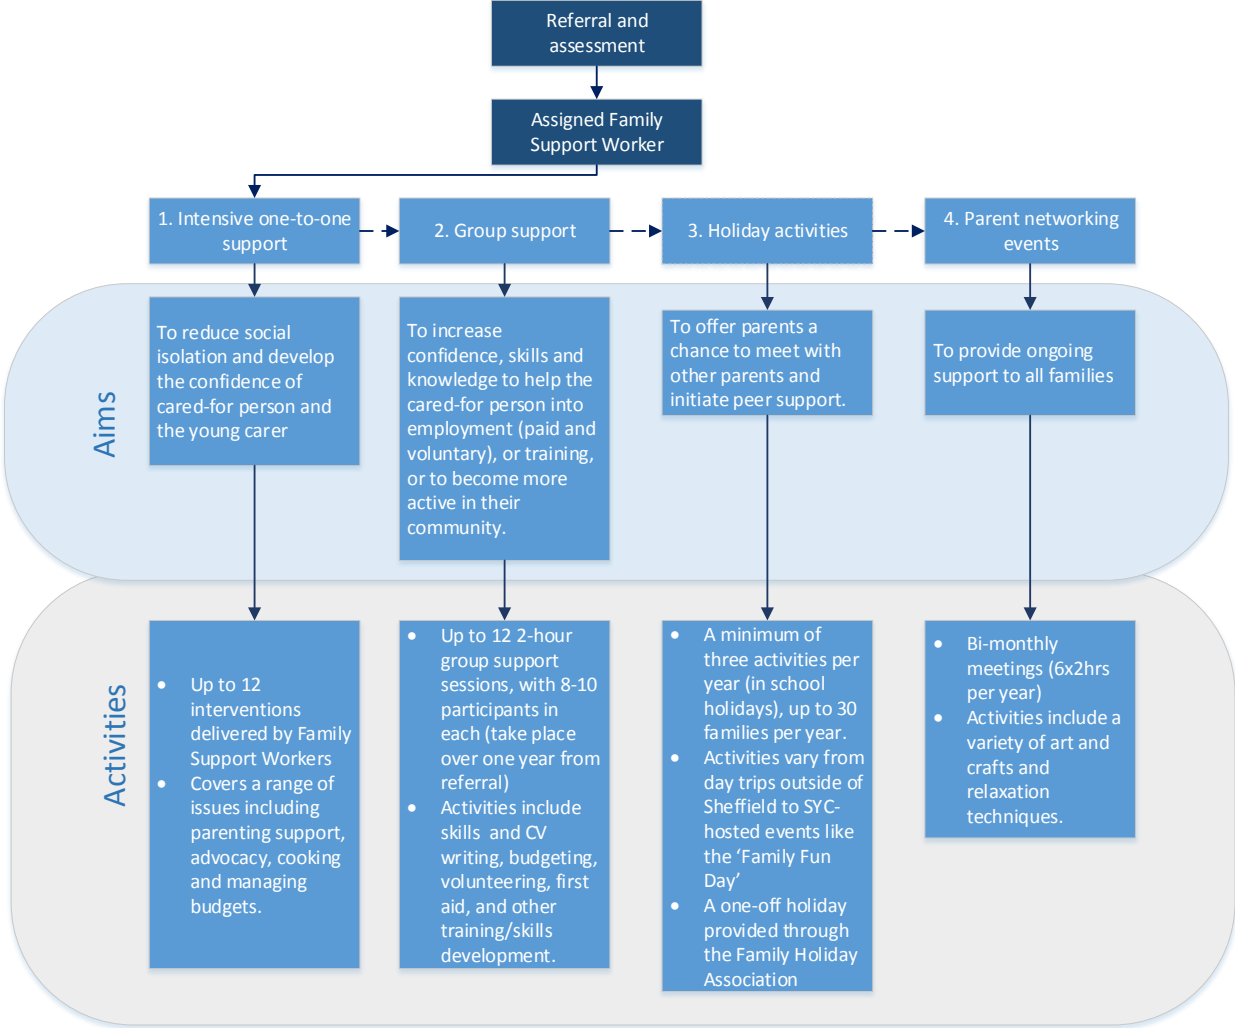 Referral and
assessment
Assigned Family
Support Worker
1. Intensive one-to-one
support
2. Group support
3. Holiday activities
4. Parent networking
events
Aims
To reduce social
isolation and develop
the confidence of
cared-for person and
the young carer
To increase
confidence, skills and
knowledge to help the
cared-for person into
employment (paid and
voluntary), or training,
or to become more
active in their
community.
To offer parents a
chance to meet with
other parents and
initiate peer support.
To provide ongoing
support to all families
Activities
• Up to 12
interventions
delivered by Family
Support Workers
• Covers a range of
issues including
parenting support,
advocacy, cooking
and managing
budgets.
• Up to 12 2-hour
group support
sessions, with 8-10
participants in
each (take place
over one year from
referral)
• Activities include
skills and CV
writing, budgeting,
volunteering, first
aid, and other
training/skills
development.
• A minimum of
three activities per
year (in school
holidays), up to 30
families per year.
• Activities vary from
day trips outside of
Sheffield to SYC-
hosted events like
the ‘Family Fun
Day’
• A one-off holiday
provided through
the Family Holiday
Association
• Bi-monthly
meetings (6x2hrs
per year)
• Activities include a
variety of art and
crafts and
relaxation
techniques.